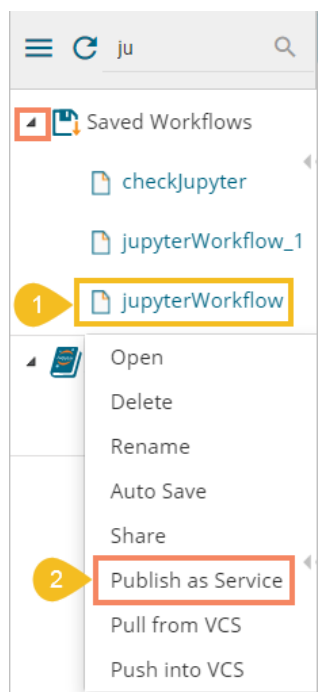 ju
Saved Workflows
checkJupyter
jupyterWorkflow_1
1
jupyterWorkflow
Open
Delete
Rename
Auto Save
Share
2
Publish as Service
Pull from VCS
Push into VCS